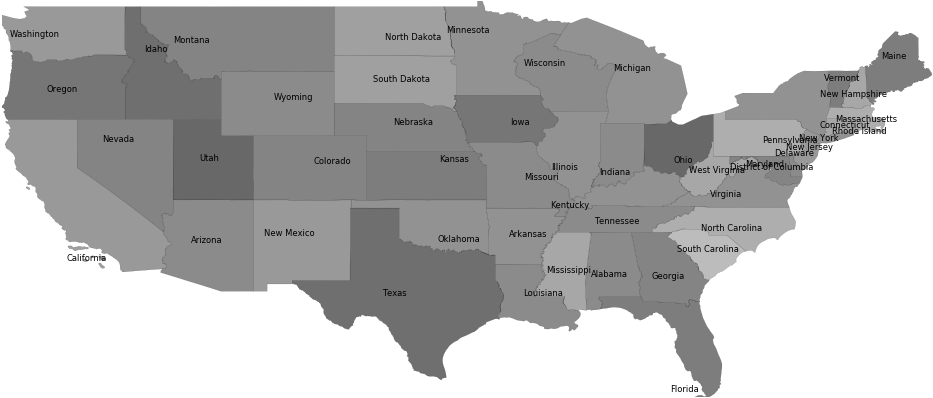 Washington
Idaho
Montana
North Dakota
Minnesota
Maine
Oregon
Wyoming
South Dakota
Wisconsin
Michigan
Vermont
New Hampshire
Nevada
Utah
Colorado
Nebraska
Kansas
Iowa
Missouri
Illinois
Indiana
Ohio
Massachusetts
Connecticut
Rhode Island
New York
Pennsylvania
New Jersey
Delaware
Maryland
District of Columbia
West Virginia
Virginia
Kentucky
California
Arizona
New Mexico
Oklahoma
Arkansas
Tennessee
North Carolina
South Carolina
Texas
Louisiana
Mississippi
Alabama
Georgia
Florida